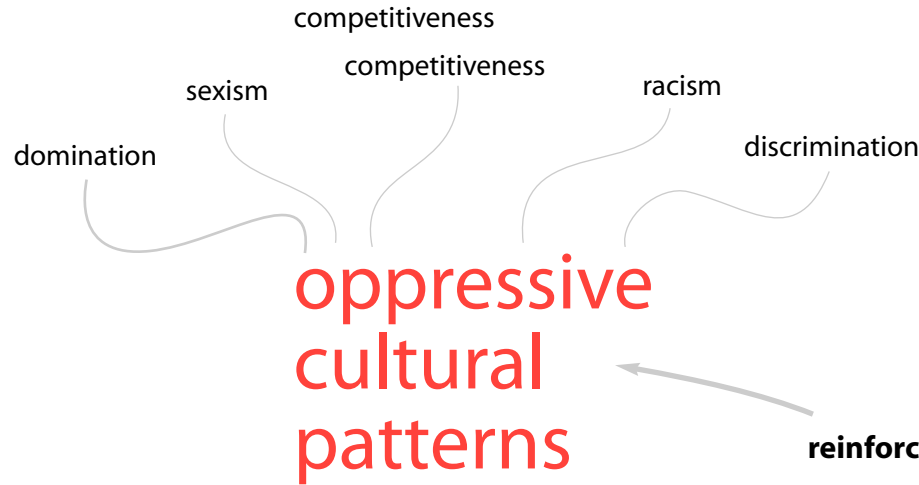 competitiveness
competitiveness
sexism
racism
domination
discrimination
oppressive
cultural
patterns
reinforc